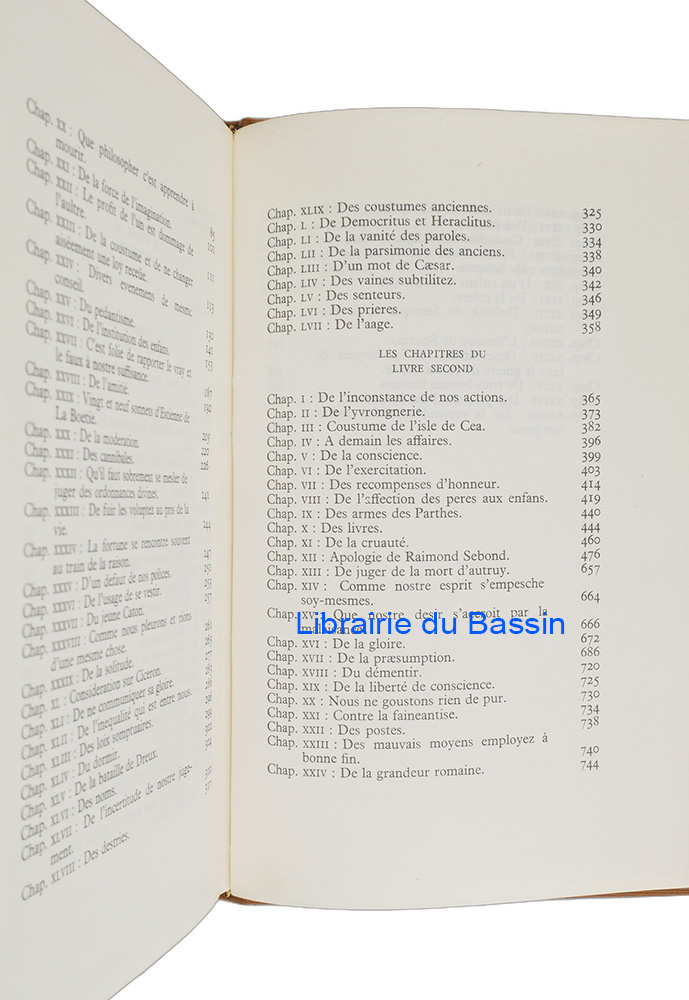 Chap. XX : Que philosopher c'est apprendre à
mourir. 85
Chap. XXI : De la force de l'imagination. 101
Chap. XXII : Le profit de l'un est dommage de
l'aultre. 111
Chap. XXIII : De la coustume et de ne changer
aisément une loy receüe. 113
Chap. XXIV : Divers evenemens de mesme
conseil. 132
Chap. XXV : Du pedantisme. 141
Chap. XXVI : De l'institution des enfans. 153
Chap. XXVII : C'est folie de rapporter le vray et
le faux à nostre suffisance. 187
Chap. XXVIII : De l'amitié. 192
Chap. XXIX : Vingt et neuf sonnets d'Estienne de
La Boetie. 205
Chap. XXX : De la moderation. 220
Chap. XXXI : Des cannibales. 226
Chap. XXXII : Qu'il faut sobrement se mesler de
juger des ordonnances divines. 241
Chap. XXXIII : De fuir les voluptez au pris de la
vie. 244
Chap. XXXIV : La fortune se rencontre souvent
au train de la raison. 247
Chap. XXXV : D'un defaut de nos polices. 251
Chap. XXXVI : De l'usage de se vestir. 253
Chap. XXXVII : Du jeune Caton. 257
Chap. XXXVIII : Comme nous pleurons et rions
d'une mesme chose.
Chap. XXXIX : De la solitude.
Chap. XL : Consideration sur Ciceron.
Chap. XLI : De ne communiquer sa gloire.
Chap. XLII : De l'inequalité qui est entre nous.
Chap. XLIII : Des loix somptuaires.
Chap. XLIV : Du dormir.
Chap. XLV : De la bataille de Dreux.
Chap. XLVI : Des noms.
Chap. XLVII : De l'incertitude de nostre juge-
ment.
Chap. XLVIII : Des destries. 317
Chap. XLIX : Des coustumes anciennes. 325
Chap. L : De Democritus et Heraclitus. 330
Chap. LI : De la vanité des paroles. 334
Chap. LII : De la parsimonie des anciens. 338
Chap. LIII : D'un mot de Cæsar. 340
Chap. LIV : Des vaines subtilitez. 342
Chap. LV : Des senteurs. 346
Chap. LVI : Des prieres. 349
Chap. LVII : De l'aage. 358
LES CHAPITRES DU
LIVRE SECOND
Chap. I : De l'inconstance de nos actions. 365
Chap. II : De l'yvrongnerie. 373
Chap. III : Coustume de l'isle de Cea. 382
Chap. IV : A demain les affaires. 396
Chap. V : De la conscience. 399
Chap. VI : De l'exercitation. 403
Chap. VII : Des recompenses d'honneur. 414
Chap. VIII : De l'affection des peres aux enfans. 419
Chap. IX : Des armes des Parthes. 440
Chap. X : Des livres. 444
Chap. XI : De la cruauté. 460
Chap. XII : Apologie de Raimond Sebond. 476
Chap. XIII : De juger de la mort d'autruy. 657
Chap. XIV : Comme nostre esprit s'empesche
soy-mesmes. 664
Chap. XV : Que nostre desir s'accroit par la
malaisance. 666
Librairie du Bassin
Chap. XVI : De la gloire. 672
Chap. XVII : De la præsumption. 686
Chap. XVIII : Du démentir. 720
Chap. XIX : De la liberté de conscience. 725
Chap. XX : Nous ne goustons rien de pur. 730
Chap. XXI : Contre la faineantise. 734
Chap. XXII : Des postes. 738
Chap. XXIII : Des mauvais moyens employez à
bonne fin. 740
Chap. XXIV : De la grandeur romaine. 744